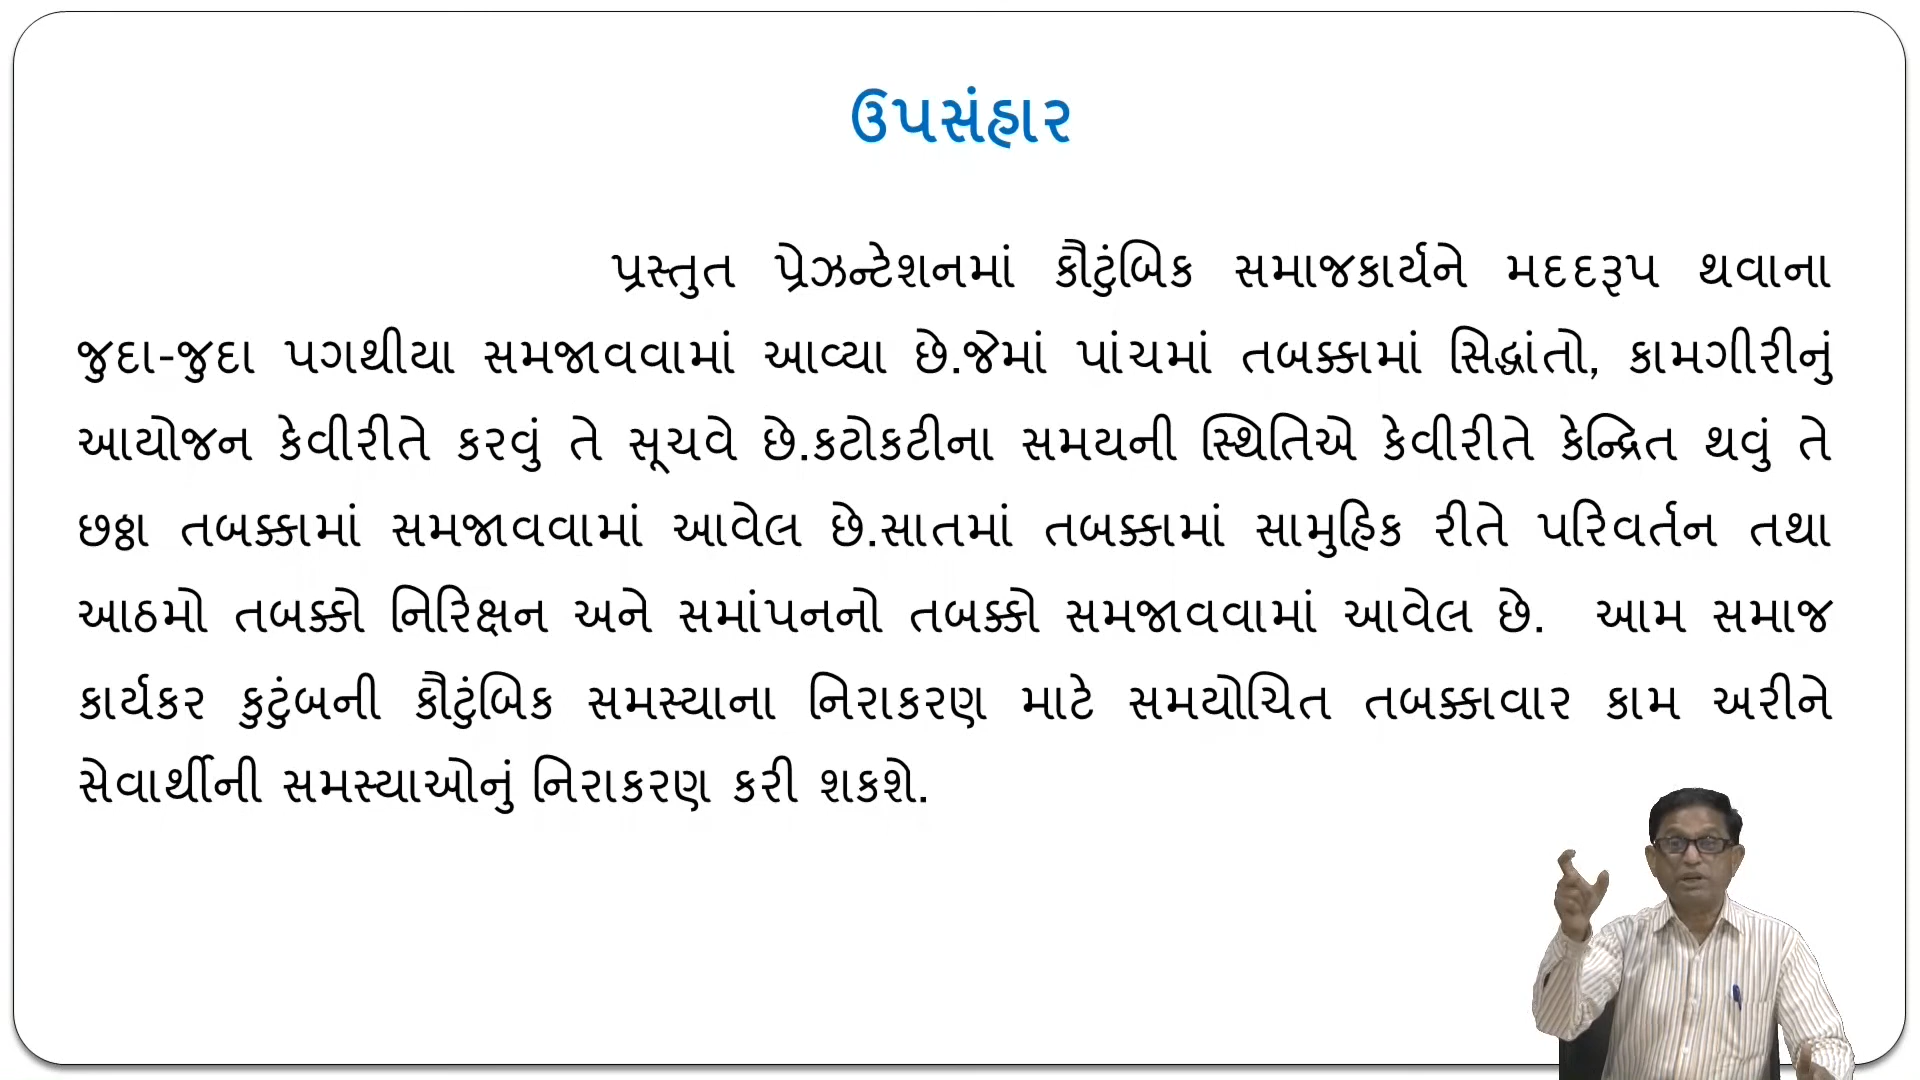 ઉપસંહાર
પ્રસ્તુત પ્રેઝન્ટેશનમાં કૌટુંબિક સમાજકાર્યને મદદરૂપ થવાના
જુદા-જુદા પગથીયા સમજાવવામાં આવ્યા છે.જેમાં પાંચમાં તબક્કામાં સિદ્ધાંતો, કામગીરીનું
આયોજન કેવીરીતે કરવું તે સૂચવે છે.કટોકટીના સમયની સ્થિતિએ કેવીરીતે કેન્દ્રિત થવું તે
છઠ્ઠા તબક્કામાં સમજાવવામાં આવેલ છે.સાતમાં તબક્કામાં સામુહિક રીતે પરિવર્તન તથા
આઠમો તબક્કો નિરિક્ષન અને સમાંપનનો તબક્કો સમજાવવામાં આવેલ છે. આમ સમાજ
કાર્યકર કુટુંબની કૌટુંબિક સમસ્યાના નિરાકરણ માટે સમયોચિત તબક્કાવાર કામ અરીને
સેવાર્થીની સમસ્યાઓનું નિરાકરણ કરી શકશે.